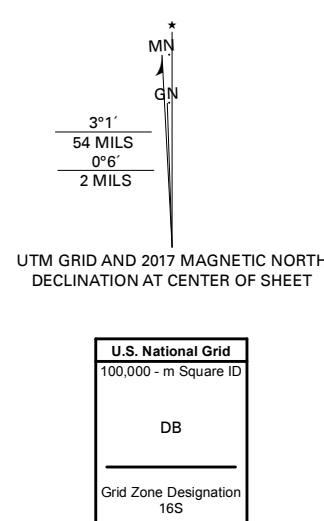 MN
GN
3°1´
54 MILS
0°6´
2 MILS
UTM GRID AND 2017 MAGNETIC NORTH
DECLINATION AT CENTER OF SHEET
U.S. National Grid
100,000 - m Square ID
DB
Grid Zone Designation
16S